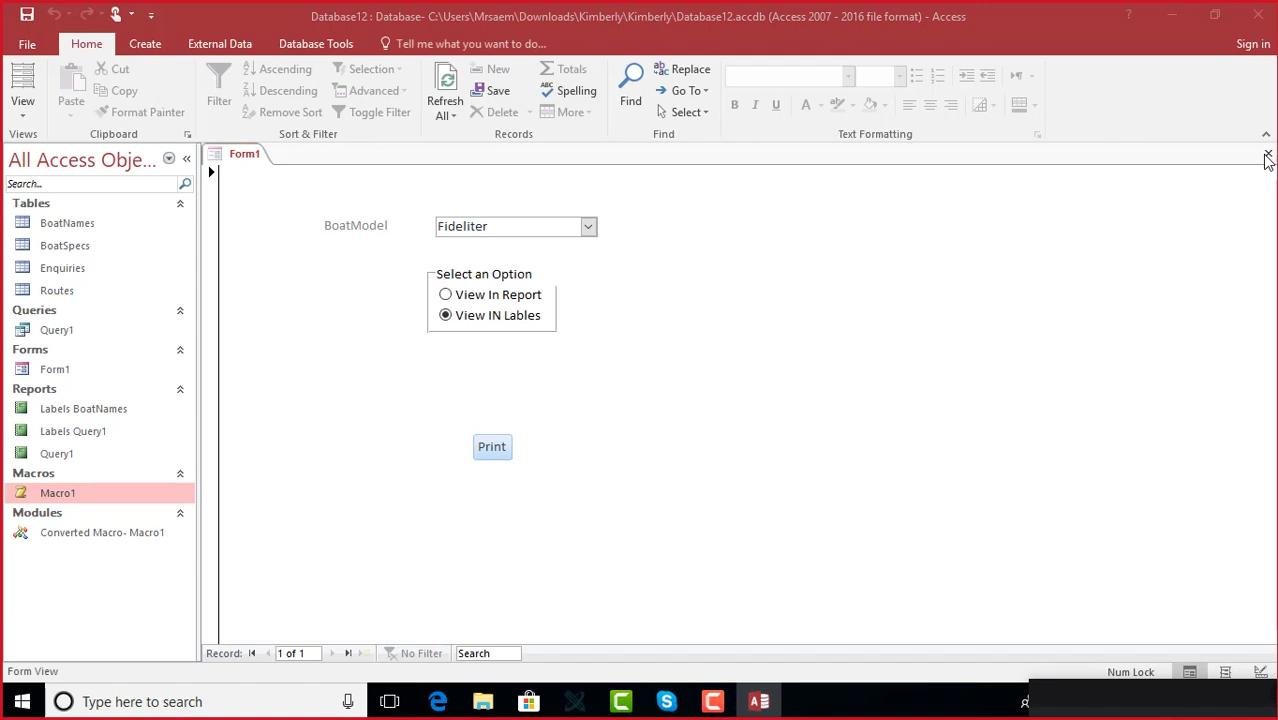 Database12 : Database- C:\Users\Mrsaem\Downloads\Kimberly\Kimberly\Database12.accdb (Access 2007 - 2016 file format) - Access
File Home Create External Data Database Tools Tell me what you want to do... Sign in
View
Views
Paste
Cut
Copy
Format Painter
Clipboard
Filter
Ascending
Descending
Remove Sort
Selection
Advanced
Toggle Filter
Sort & Filter
Refresh
All
New
Save
Delete
Totals
Spelling
More
Records
Find
Replace
Go To
Select
Find
B I U A
Text Formatting
All Access Obje...
Search...
Tables
BoatNames
BoatSpecs
Enquiries
Routes
Queries
Query1
Forms
Form1
Reports
Labels BoatNames
Labels Query1
Query1
Macros
Macro1
Modules
Converted Macro- Macro1
Form1
BoatModel Fideliter
Select an Option
View In Report
View IN Lables
Print
Record: 1 of 1 No Filter Search
Form View Num Lock
Type here to search